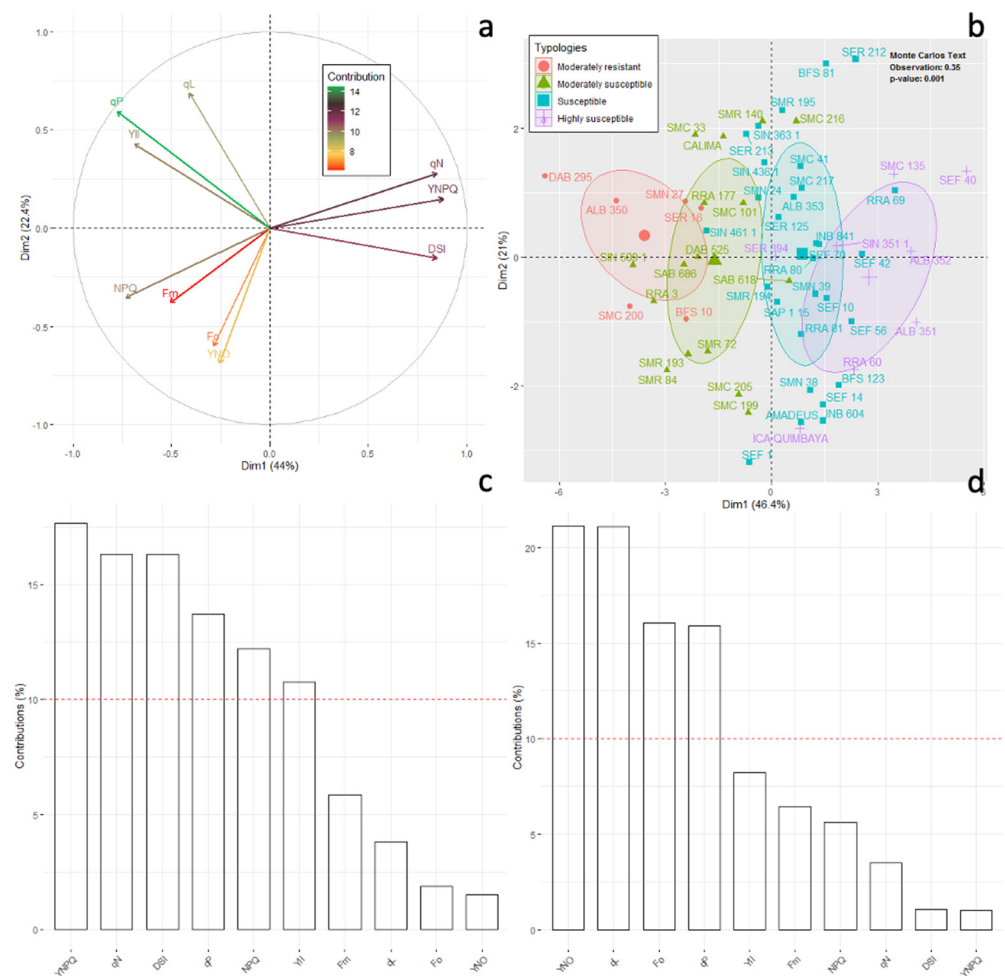 a
1.0
0.5
0.0
-0.5
-1.0
Dim2 (22.4%)
-1.0
-0.5
0.0
0.5
1.0
Dim1 (44%)
Contribution
14
12
10
8
qP
qL
YII
qN
YNPQ
DSI
NPQ
Fm
Fo
YNO
b
Typologies
Moderately resistant
Moderately susceptible
Susceptible
Highly susceptible
Monte Carlos Text
Observation: 0.35
p-value: 0.001
SER 212
BFS 81
SMR 195
SMR 140
SMC 216
SMC 33
SIN 363 1
CALIMA
SER 213
SIN 436 1
SMC 41
SMC 135
SEF 40
DAB 295
SMC 217
SMN 27
RRA 177
SMN 24
RRA 69
ALB 350
SER 16
SMC 101
ALB 353
SER 125
SIN 461 1
INB 841
SIN 351 1
DAB 525
SER 394
SEF 70
ALB 352
SIN 509 1
SAB 686
RRA 80
SEF 42
SAB 618
RRA 3
SMR 194
SMN 39
SMC 200
BFS 10
SAP 1 15
SEF 10
RRA 81
SEF 56
ALB 351
SMR 72
SMR 193
RRA 60
SMR 84
SMN 38
BFS 123
SMC 205
SEF 14
SMC 199
AMADEUS
INB 604
ICA QUIMBAYA
SEF 1
2
0
-2
Dim2 (21%)
-6
-3
0
3
6
Dim1 (46.4%)
c
15
10
5
0
Contributions (%)
YNPQ
qN
DSI
qP
NPQ
YII
Fm
qL
Fo
YNO
d
20
15
10
5
0
Contributions (%)
YNO
qL
Fo
qP
YII
Fm
NPQ
qN
DSI
YNPQ